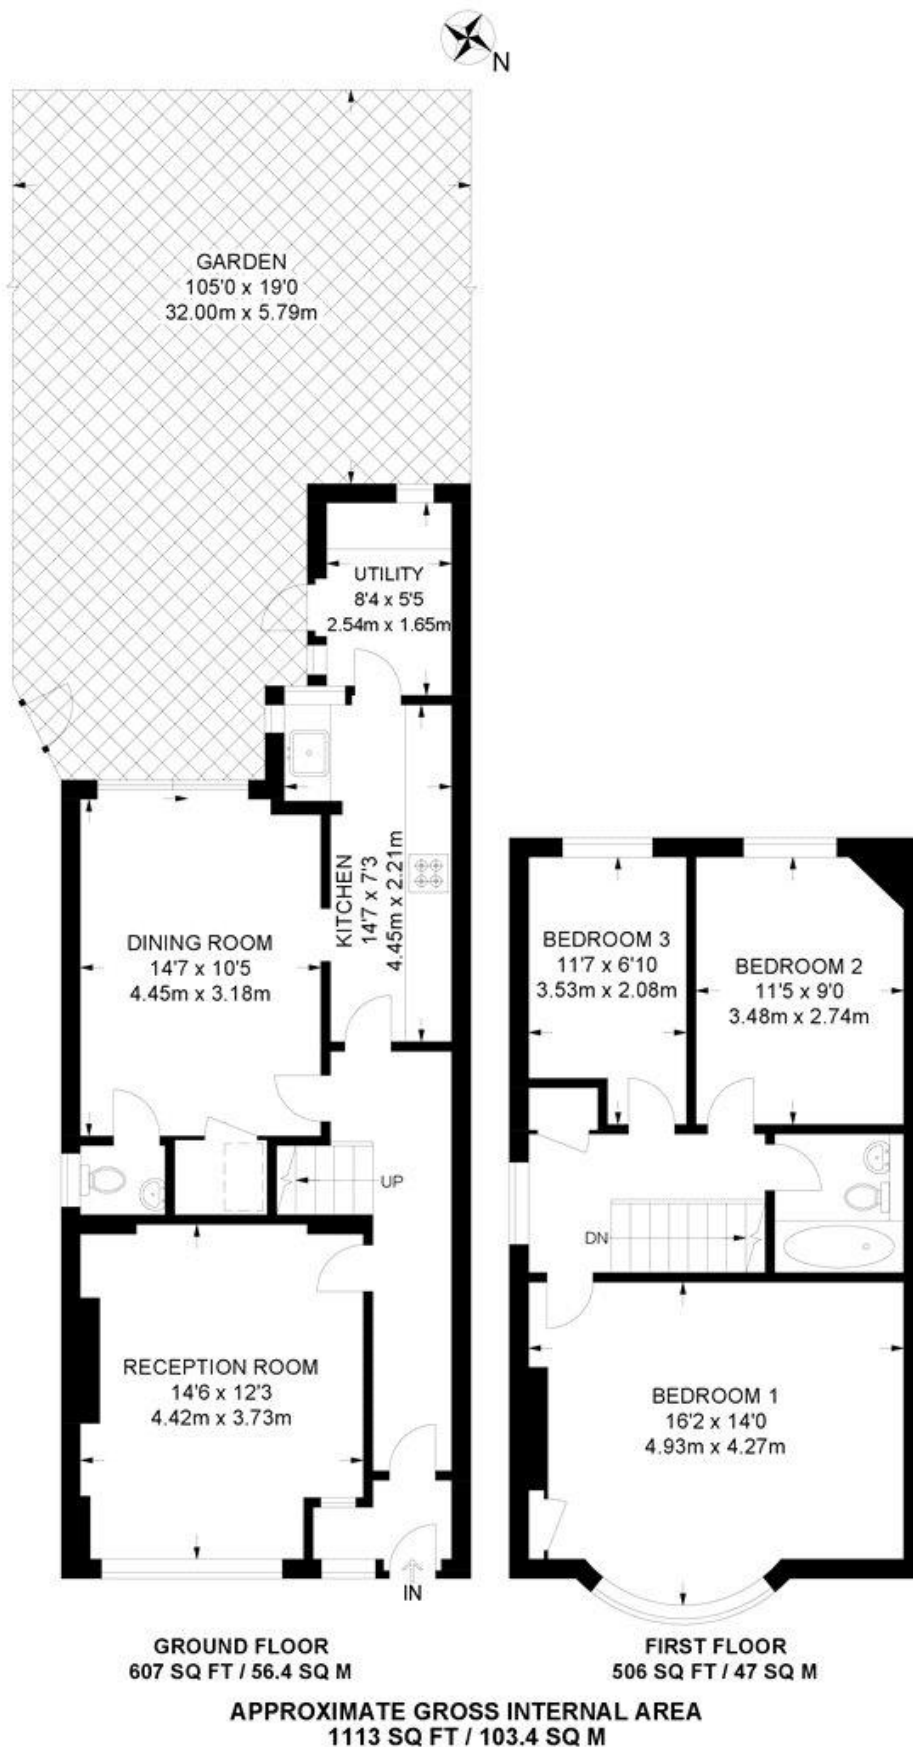 N
GARDEN
105'0 x 19'0
32.00m x 5.79m
UTILITY
8'4 x 5'5
2.54m x 1.65m
KITCHEN
14'7 x 7'3
4.45m x 2.21m
DINING ROOM
14'7 x 10'5
4.45m x 3.18m
UP
RECEPTION ROOM
14'6 x 12'3
4.42m x 3.73m
IN
BEDROOM 3
11'7 x 6'10
3.53m x 2.08m
BEDROOM 2
11'5 x 9'0
3.48m x 2.74m
DN
BEDROOM 1
16'2 x 14'0
4.93m x 4.27m
GROUND FLOOR
607 SQ FT / 56.4 SQ M
FIRST FLOOR
506 SQ FT / 47 SQ M
APPROXIMATE GROSS INTERNAL AREA
1113 SQ FT / 103.4 SQ M